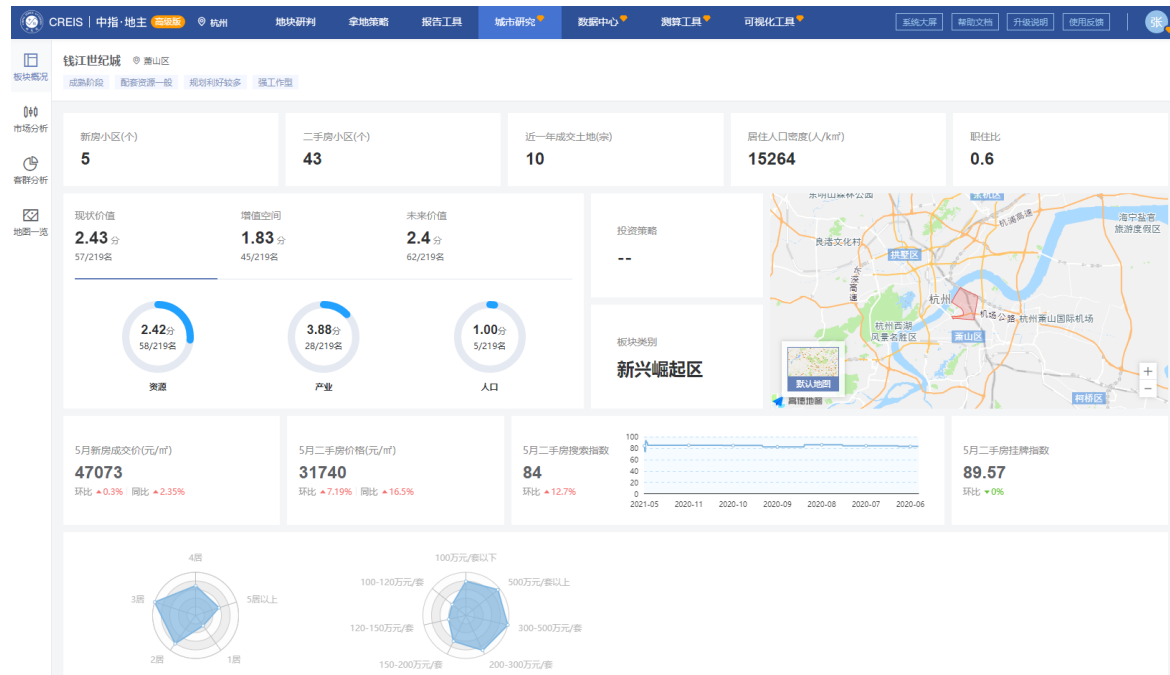 CREIS | 中指·地主 高级版 杭州 地块研判 拿地策略 报告工具 城市研究 数据中心 测算工具 可视化工具 系统大屏 帮助文档 升级说明 使用反馈 张
板块概况
市场分析
客群分析
地图一览
钱江世纪城 萧山区
成熟阶段 配套资源一般 规划利好较多 强工作型
新房小区(个) 二手房小区(个) 近一年成交土地(宗) 居住人口密度(人/k㎡) 职住比
5 43 10 15264 0.6
现状价值 增值空间 未来价值
2.43 分 1.83 分 2.4 分
57/219名 45/219名 62/219名
2.42分 3.88分 1.00分
58/219名 28/219名 5/219名
资源 产业 人口
投资策略
--
板块类别
新兴崛起区
东明山森林公园
杭州
良渚文化村
拱墅区
杭州西湖
风景名胜区
萧山区
机场公路
杭州萧山国际机场
海宁盐官
旅游度假区
柯桥区
默认地图
高德地图
+
−
5月新房成交价(元/㎡)
47073
环比 ▲0.3% 同比 ▲2.35%
5月二手房价格(元/㎡)
31740
环比 ▲7.19% 同比 ▲16.5%
5月二手房搜索指数
84
环比 ▲12.7%
100
80
60
40
20
0
2021-05 2020-11 2020-10 2020-09 2020-08 2020-07 2020-06
5月二手房挂牌指数
89.57
环比 ▼0%
4居
3居
5居以上
2居
1居
100万元/套以下
100-120万元/套
500万元/套以上
120-150万元/套
300-500万元/套
150-200万元/套
200-300万元/套